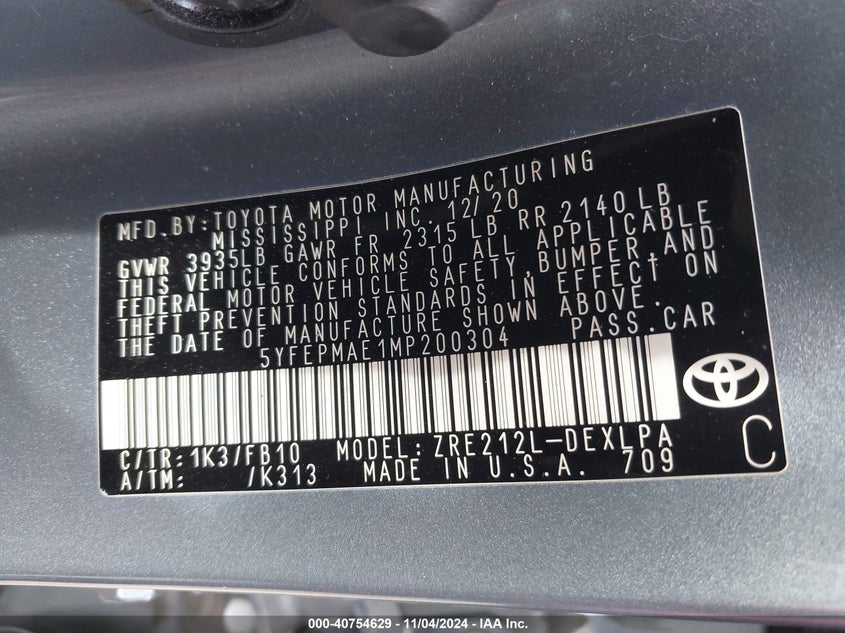 MFD.BY:TOYOTA MOTOR MANUFACTURING
MISSISSIPPI INC. 12/20
GVWR 3935LB GAWR FR 2315 LB RR 2140 LB
THIS VEHICLE CONFORMS TO ALL APPLICABLE
FEDERAL MOTOR VEHICLE SAFETY,BUMPER,AND
THEFT PREVENTION STANDARDS IN EFFECT ON
THE DATE OF MANUFACTURE SHOWN ABOVE.
5YFEPMAE1MP200304 PASS.CAR
C/TR: 1K3/FB10 MODEL: ZRE212L-DEXLPA
A/TM: /K313 MADE IN U.S.A. 709 C
000-40754629 - 11/04/2024 - IAA Inc.